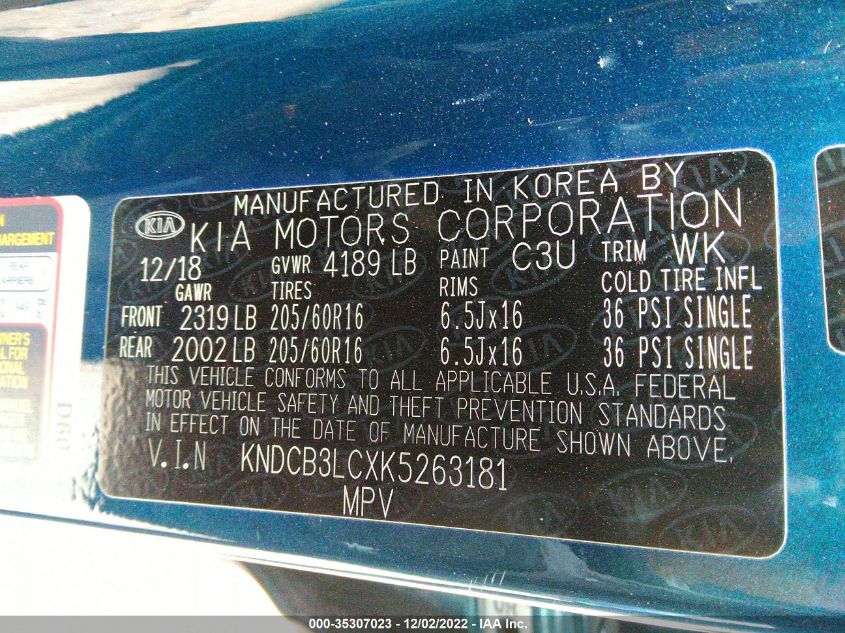 MANUFACTURED IN KOREA BY
KIA KIA MOTORS CORPORATION
12/18 GVWR 4189 LB PAINT C3U TRIM WK
GAWR TIRES RIMS COLD TIRE INFL
FRONT 2319 LB 205/60R16 6.5Jx16 36 PSI SINGLE
REAR 2002 LB 205/60R16 6.5Jx16 36 PSI SINGLE
THIS VEHICLE CONFORMS TO ALL APPLICABLE U.S.A. FEDERAL
MOTOR VEHICLE SAFETY AND THEFT PREVENTION STANDARDS
IN EFFECT ON THE DATE OF MANUFACTURE SHOWN ABOVE.
V.I.N KNDCB3LCXK5263181
MPV
REAR
D60
000-35307023 - 12/02/2022 - IAA Inc.